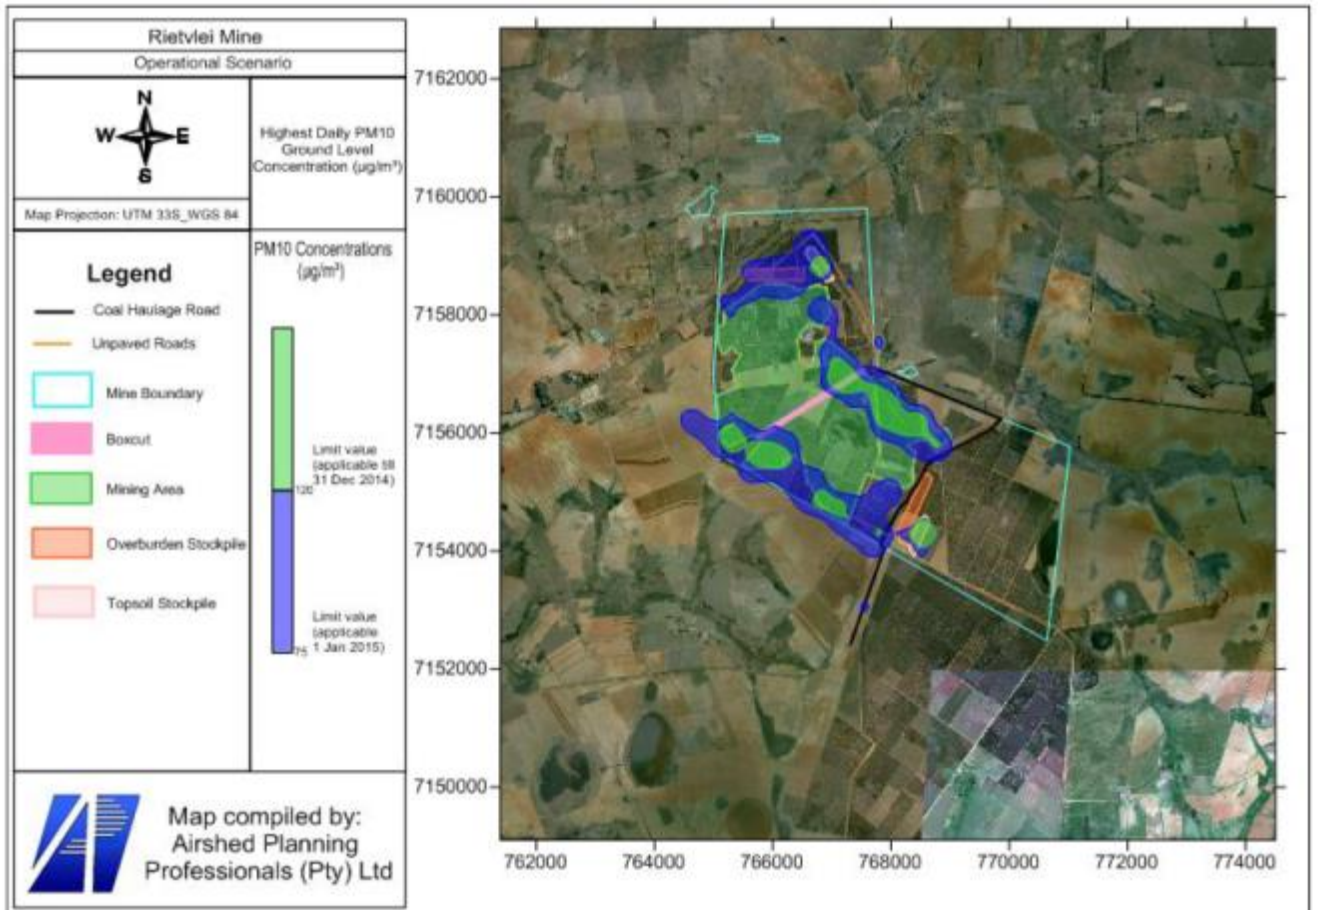 Rietvlei Mine
Operational Scenario
N
W E
S
Map Projection: UTM 33S_WGS 84
Highest Daily PM10
Ground Level
Concentration (µg/m³)
Legend
Coal Haulage Road
Unpaved Roads
Mine Boundary
Boxcut
Mining Area
Overburden Stockpile
Topsoil Stockpile
PM10 Concentrations
(µg/m³)
Limit value
(applicable till
31 Dec 2014)
120
Limit value
(applicable
1 Jan 2015)
75
Map compiled by:
Airshed Planning
Professionals (Pty) Ltd
7162000
7160000
7158000
7156000
7154000
7152000
7150000
762000 764000 766000 768000 770000 772000 774000